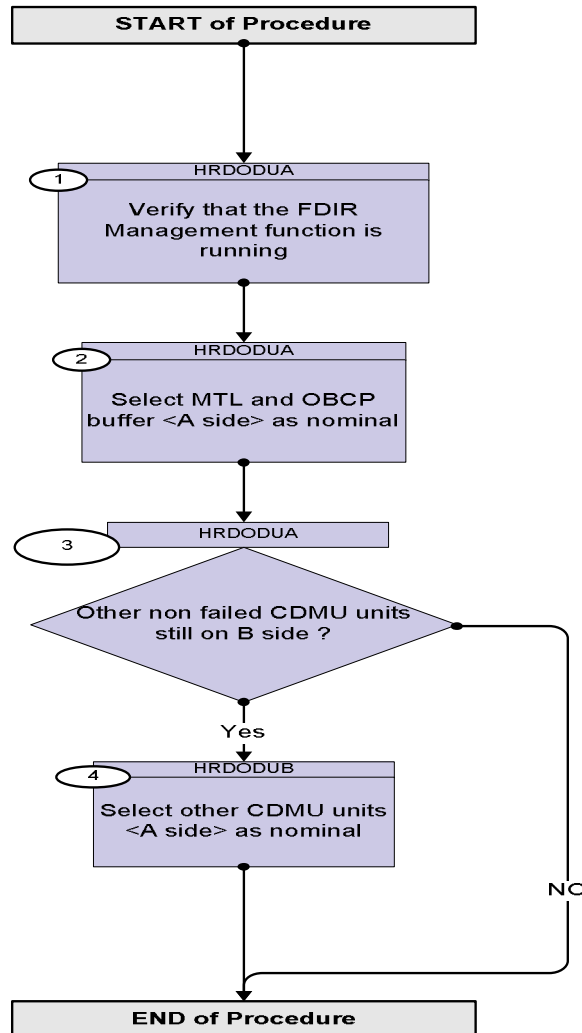 START of Procedure
HRDODUA
1
Verify that the FDIR
Management function is
running
HRDODUA
2
Select MTL and OBCP
buffer <A side> as nominal
HRDODUA
3
Other non failed CDMU units
still on B side ?
Yes
HRDODUB
4
Select other CDMU units
<A side> as nominal
NO
END of Procedure